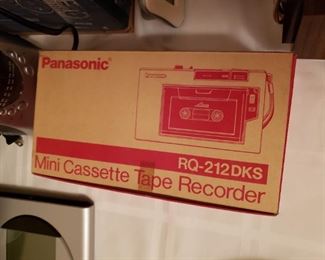 Panasonic®
RQ-212DKS
Mini Cassette Tape Recorder